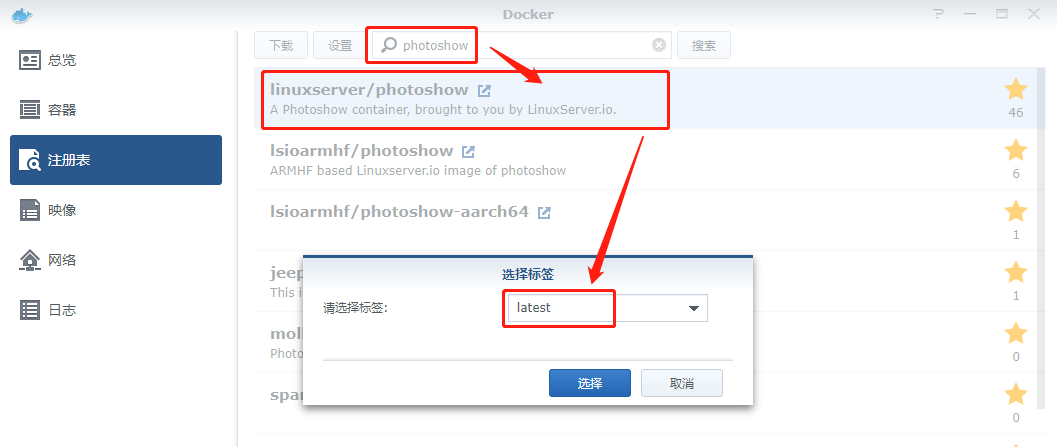 Docker
总览
容器
注册表
映像
网络
日志
下载
设置
photoshow
搜索
linuxserver/photoshow
A Photoshow container, brought to you by LinuxServer.io.
46
lsioarmhf/photoshow
ARMHF based Linuxserver.io image of photoshow
6
lsioarmhf/photoshow-aarch64
1
jeep
This i
1
mol
Photo
0
spar
0
选择标签
请选择标签:
latest
选择
取消